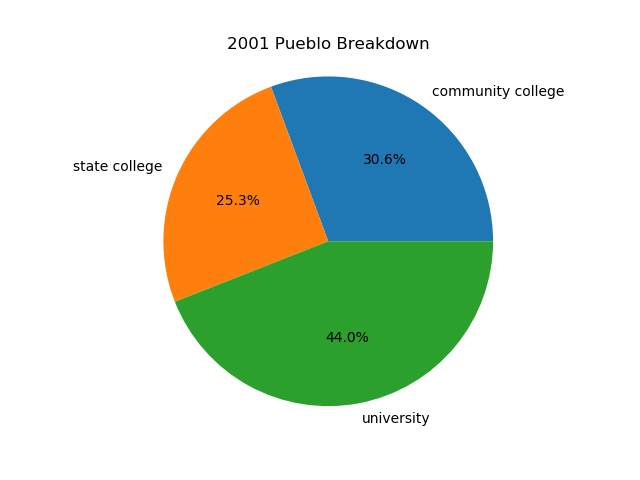 2001 Pueblo Breakdown
community college
30.6%
state college
25.3%
44.0%
university